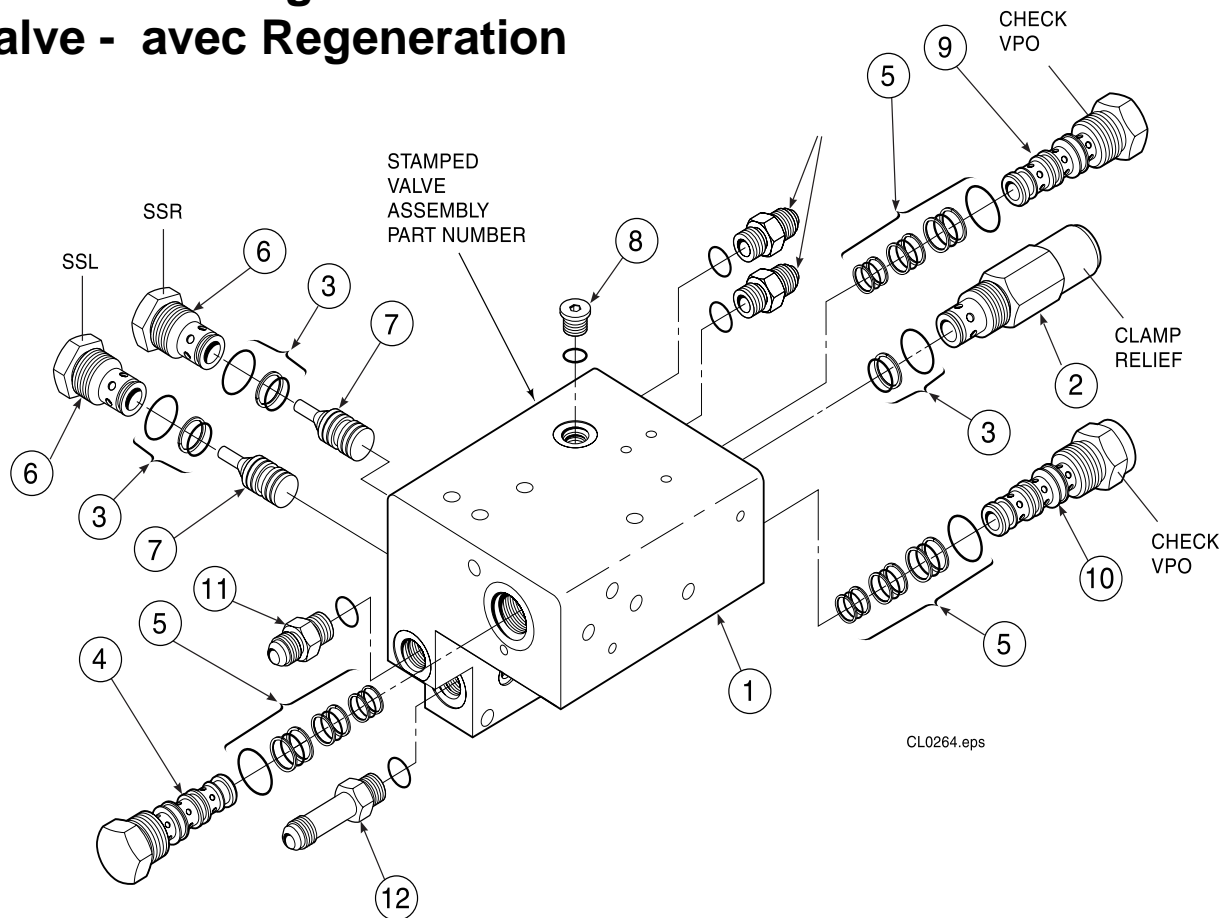 alve -  avec Regeneration
CHECK
VPO
9
5
STAMPED
VALVE
ASSEMBLY
PART NUMBER
SSR
8
6
SSL
3
7
CLAMP
RELIEF
2
3
6
3
7
CHECK
VPO
10
11
5
5
4
1
CL0264.eps
12